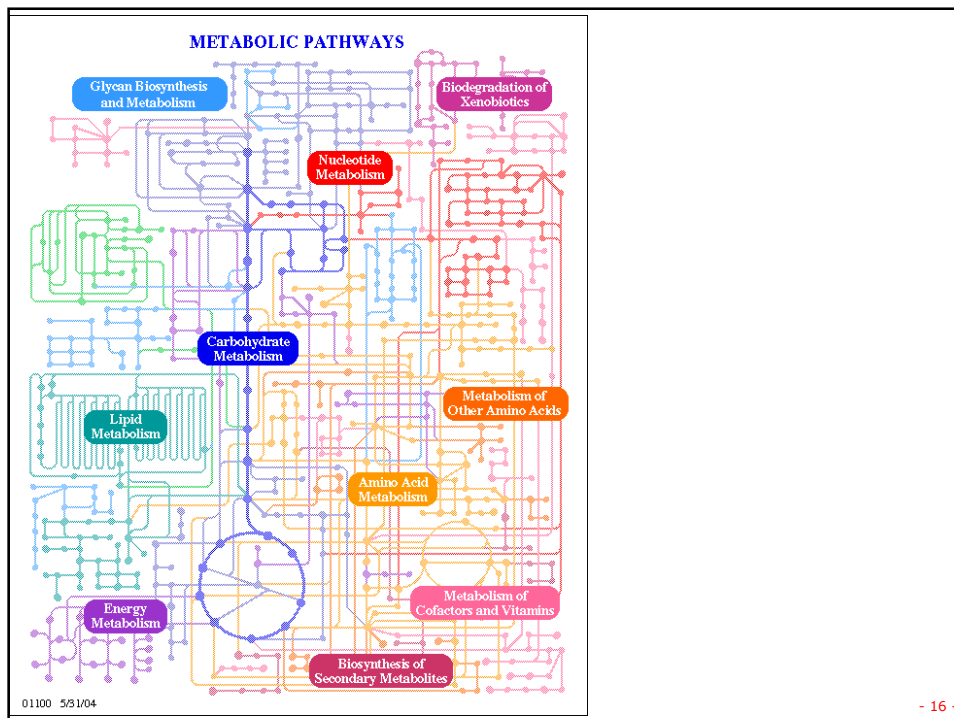 METABOLIC PATHWAYS
Glycan Biosynthesis
and Metabolism
Biodegradation of
Xenobiotics
Nucleotide
Metabolism
Carbohydrate
Metabolism
Metabolism of
Other Amino Acids
Lipid
Metabolism
Amino Acid
Metabolism
Metabolism of
Cofactors and Vitamins
Energy
Metabolism
Biosynthesis of
Secondary Metabolites
01100 5/31/04
- 16 -